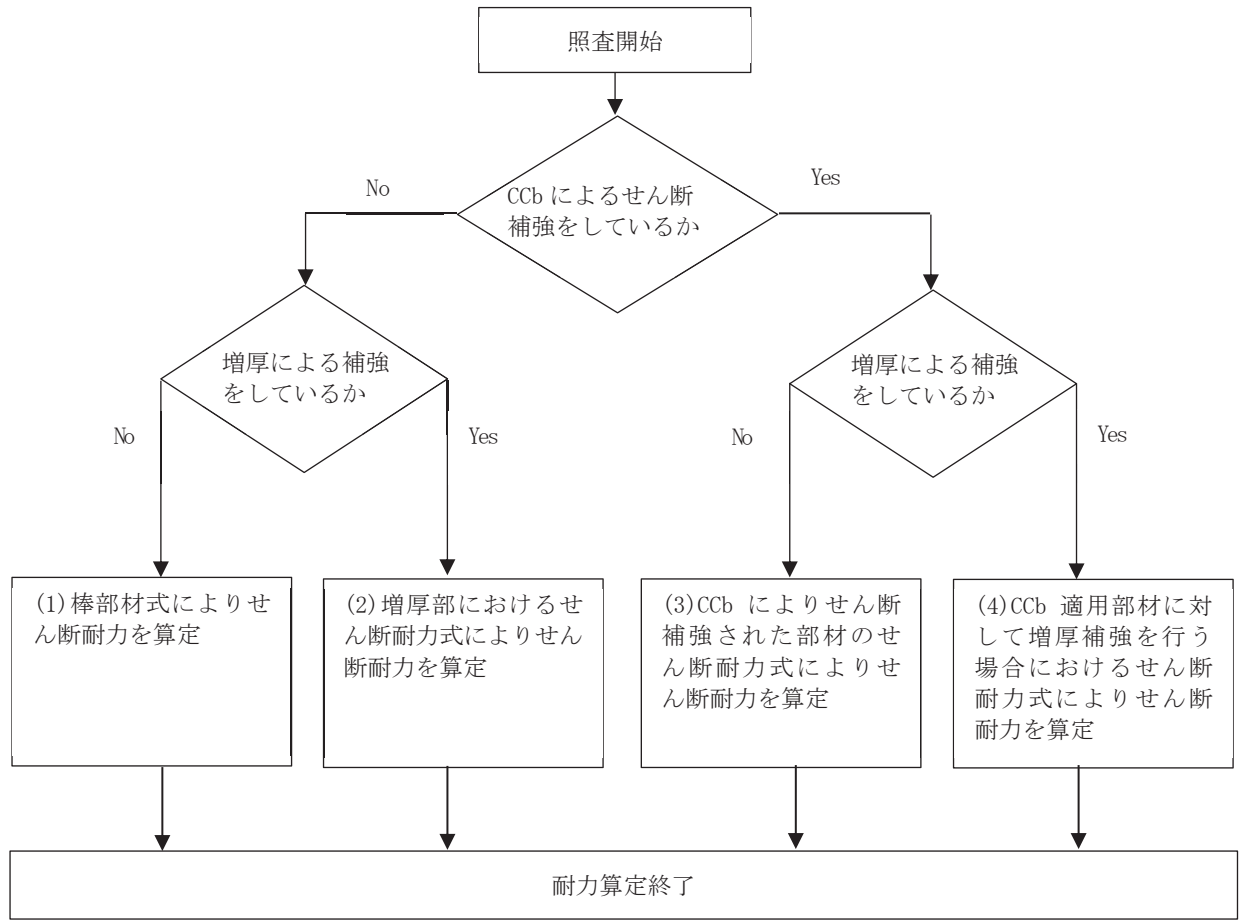 照査開始
No
Yes
CCb によるせん断
補強をしているか
増厚による補強
をしているか
増厚による補強
をしているか
No
Yes
No
Yes
(1)棒部材式によりせ
ん断耐力を算定
(2)増厚部におけるせ
ん断耐力式によりせん
断耐力を算定
(3)CCb によりせん断
補強された部材のせ
ん断耐力式によりせ
ん断耐力を算定
(4)CCb 適用部材に対
して増厚補強を行う
場合におけるせん断
耐力式によりせん断
耐力を算定
耐力算定終了